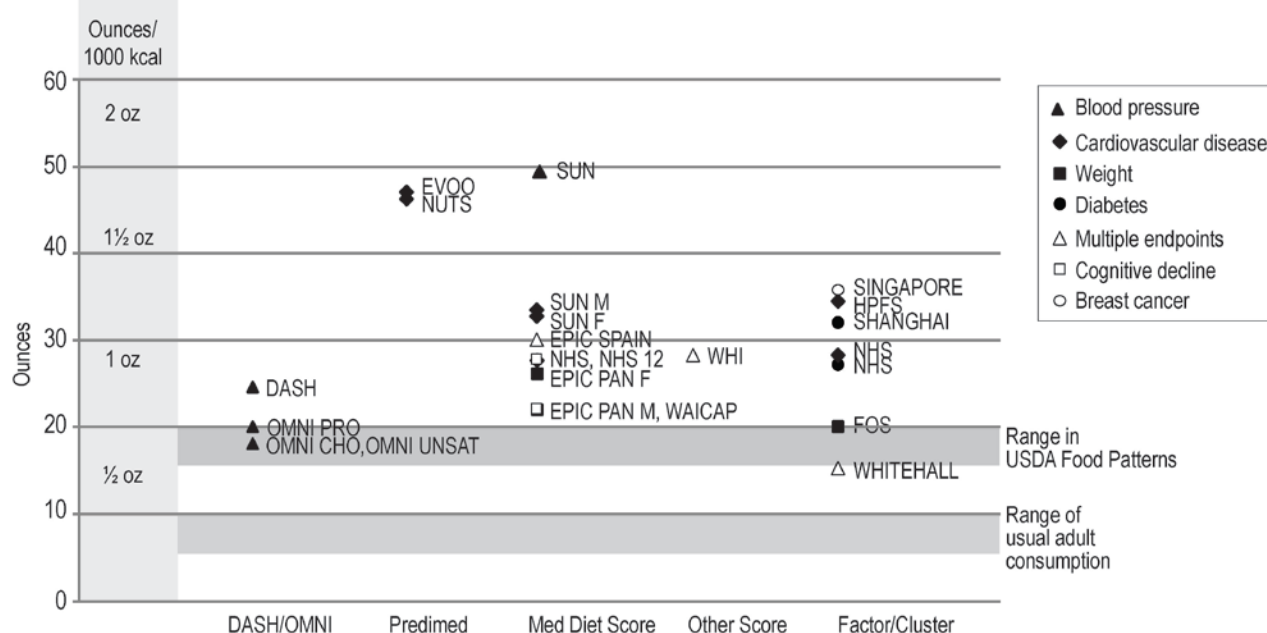 Ounces/
1000 kcal
60
2 oz
50
SUN
EVOO
NUTS
1½ oz
40
SUN M
SUN F
SINGAPORE
HPFS
SHANGHAI
30
EPIC SPAIN
NHS, NHS 12
EPIC PAN F
WHI
NHS
NHS
1 oz
Ounces
DASH
EPIC PAN M, WAICAP
20
OMNI PRO
OMNI CHO,OMNI UNSAT
FOS
WHITEHALL
½ oz
10
0
DASH/OMNI
Predimed
Med Diet Score
Other Score
Factor/Cluster
Range in
USDA Food Patterns
Range of
usual adult
consumption
Blood pressure
Cardiovascular disease
Weight
Diabetes
Multiple endpoints
Cognitive decline
Breast cancer